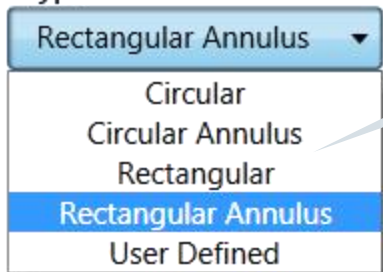 Rectangular Annulus
Circular
Circular Annulus
Rectangular
Rectangular Annulus
User Defined